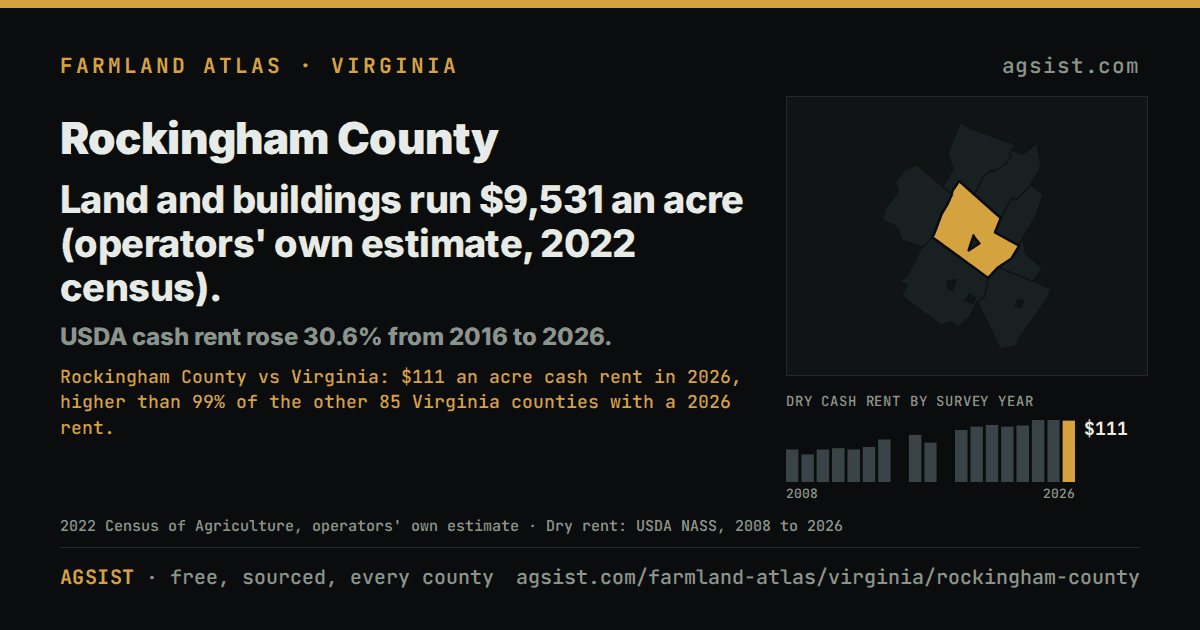 FARMLAND ATLAS · VIRGINIA
agsist.com
Rockingham County
Land and buildings run $9,531 an acre
(operators' own estimate, 2022
census).
USDA cash rent rose 30.6% from 2016 to 2026.
Rockingham County vs Virginia: $111 an acre cash rent in 2026,
higher than 99% of the other 85 Virginia counties with a 2026
rent.
DRY CASH RENT BY SURVEY YEAR
$111
2008
2026
2022 Census of Agriculture, operators' own estimate · Dry rent: USDA NASS, 2008 to 2026
AGSIST · free, sourced, every county
agsist.com/farmland-atlas/virginia/rockingham-county